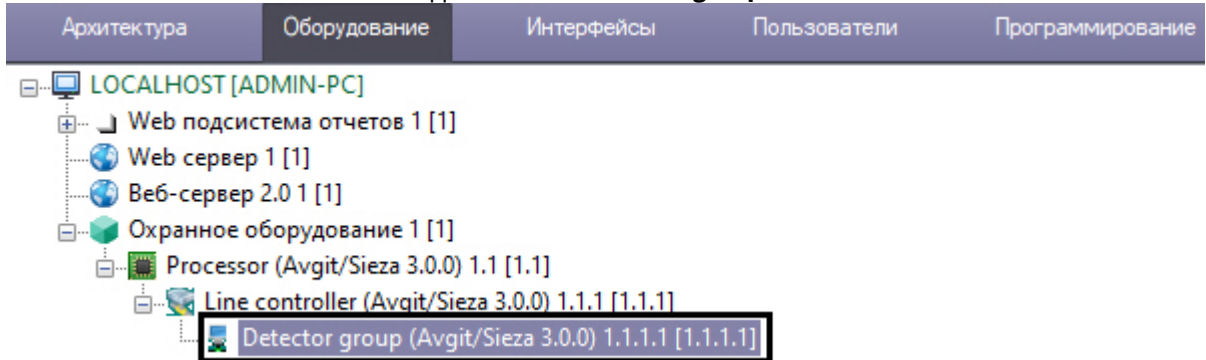 Архитектура Оборудование Интерфейсы Пользователи Программирование
LOCALHOST [ADMIN-PC]
Web подсистема отчетов 1 [1]
Web сервер 1 [1]
Веб-сервер 2.0 1 [1]
Охранное оборудование 1 [1]
Processor (Avgit/Sieza 3.0.0) 1.1 [1.1]
Line controller (Avgit/Sieza 3.0.0) 1.1.1 [1.1.1]
Detector group (Avgit/Sieza 3.0.0) 1.1.1.1 [1.1.1.1]